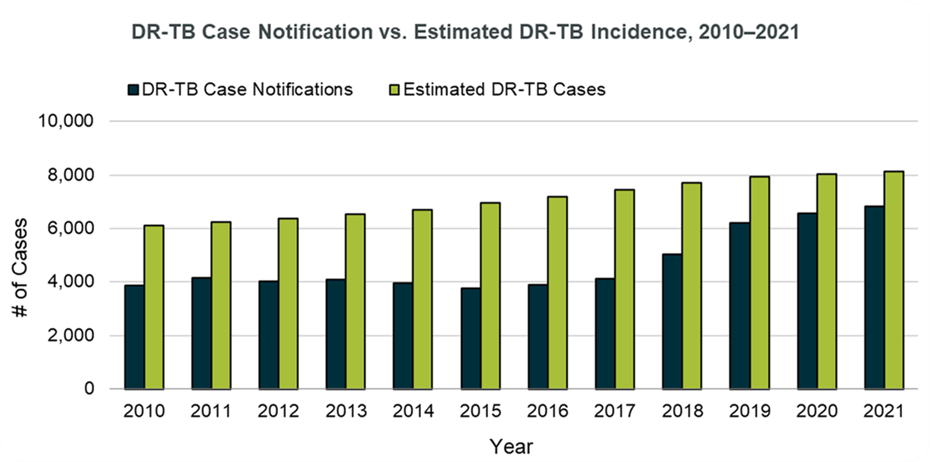 DR-TB Case Notification vs. Estimated DR-TB Incidence, 2010–2021
DR-TB Case Notifications Estimated DR-TB Cases
10,000
8,000
6,000
4,000
2,000
0
# of Cases
2010 2011 2012 2013 2014 2015 2016 2017 2018 2019 2020 2021
Year